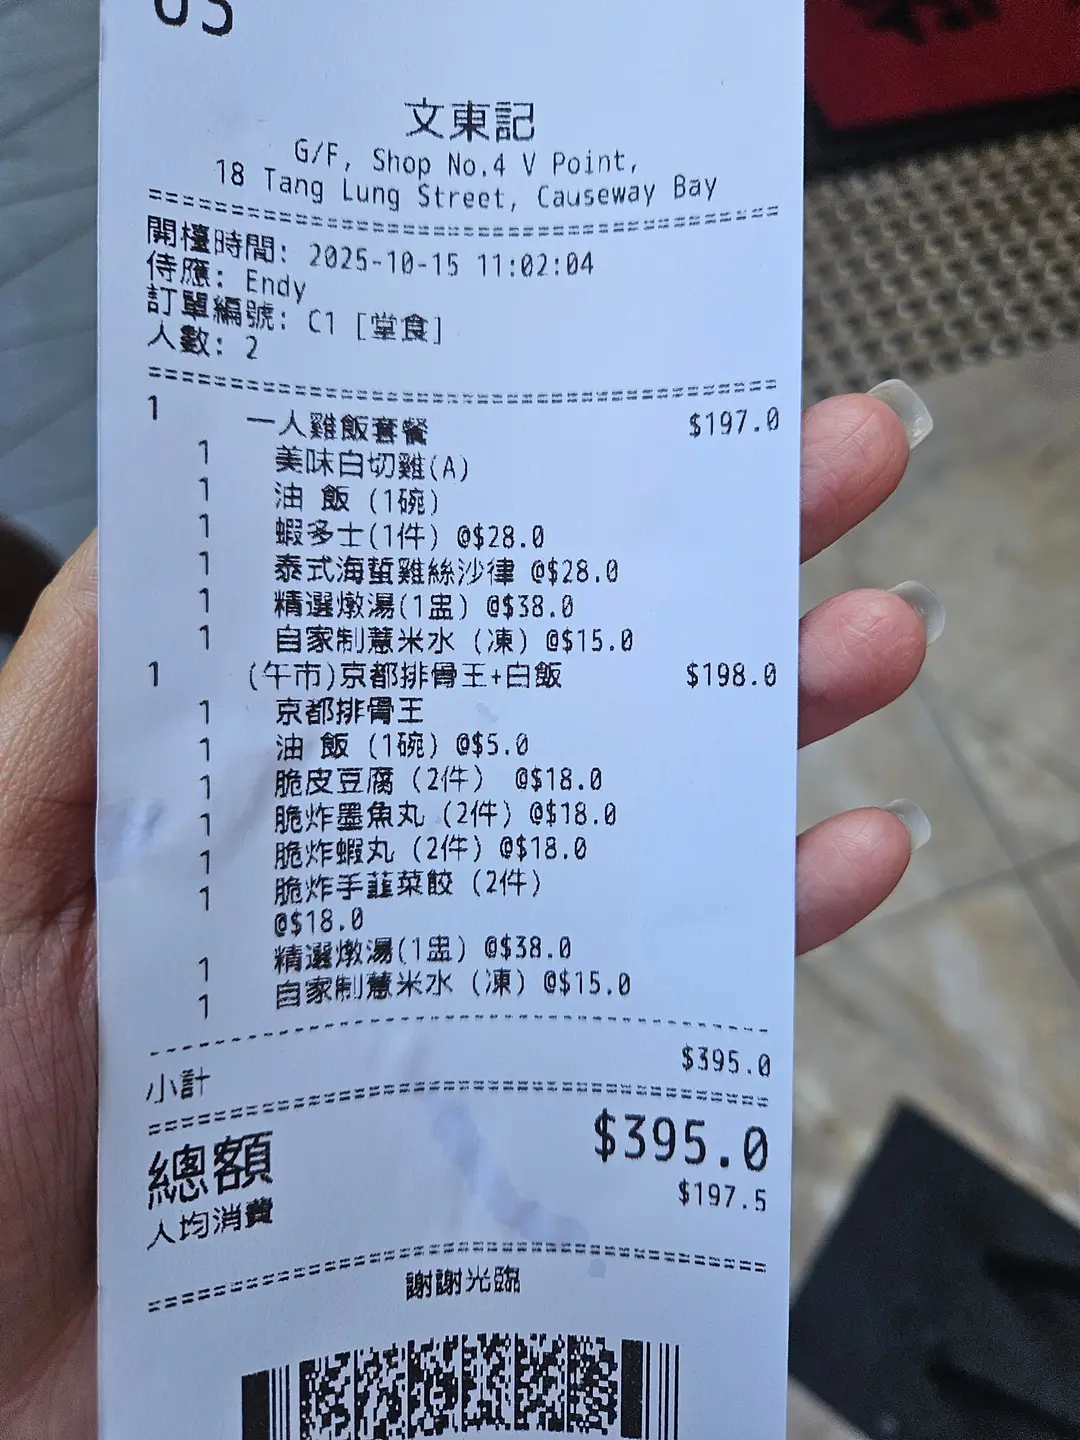 文東記
G/F, Shop No.4 V Point,
18 Tang Lung Street, Causeway Bay
開檯時間: 2025-10-15 11:02:04
侍應: Endy
訂單編號: C1 [堂食]
人數: 2
1 一人雞飯套餐 $197.0
1 美味白切雞(A)
1 油 飯 (1碗)
1 蝦多士(1件) @$28.0
1 泰式海蜇雞絲沙律 @$28.0
1 精選燉湯(1盅) @$38.0
1 自家制薏米水 (凍) @$15.0
1 (午市)京都排骨王+白飯 $198.0
1 京都排骨王
1 油 飯 (1碗) @$5.0
1 脆皮豆腐 (2件) @$18.0
1 脆炸墨魚丸 (2件) @$18.0
1 脆炸蝦丸 (2件) @$18.0
1 脆炸手韮菜餃 (2件)
@$18.0
1 精選燉湯(1盅) @$38.0
1 自家制薏米水 (凍) @$15.0
小計 $395.0
總額 $395.0
人均消費 $197.5
謝謝光臨